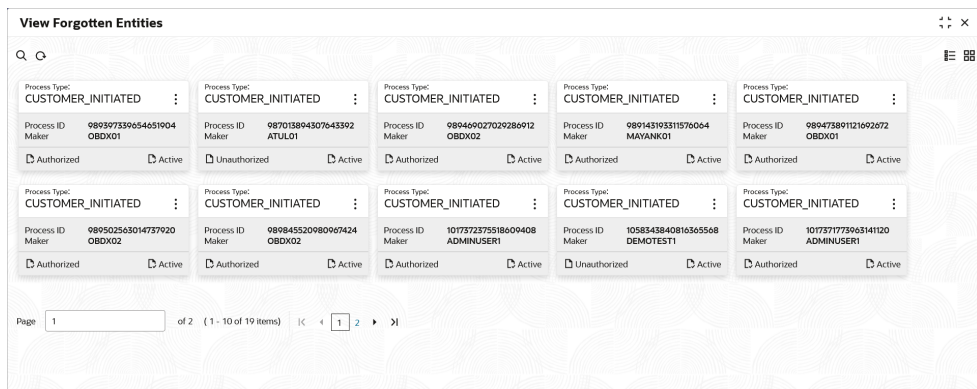 View Forgotten Entities
Process Type: Process Type: Process Type: Process Type: Process Type:
CUSTOMER_INITIATED CUSTOMER_INITIATED CUSTOMER_INITIATED CUSTOMER_INITIATED CUSTOMER_INITIATED
Process ID 989397339654651904 Process ID 987013894307643392 Process ID 989469027029286912 Process ID 989143193311576064 Process ID 989473891121692672
Maker OBDX01 Maker ATUL01 Maker OBDX02 Maker MAYANK01 Maker OBDX01
Authorized Active Unauthorized Active Authorized Active Authorized Active Authorized Active
Process Type: Process Type: Process Type: Process Type: Process Type:
CUSTOMER_INITIATED CUSTOMER_INITIATED CUSTOMER_INITIATED CUSTOMER_INITIATED CUSTOMER_INITIATED
Process ID 989502563014737920 Process ID 989845520980967424 Process ID 1017372375518609408 Process ID 1058343840816365568 Process ID 1017371773963141120
Maker OBDX02 Maker OBDX02 Maker ADMINUSER1 Maker DEMOTEST1 Maker ADMINUSER1
Authorized Active Authorized Active Authorized Active Unauthorized Active Authorized Active
Page 1 of 2 ( 1 - 10 of 19 items) 1 2